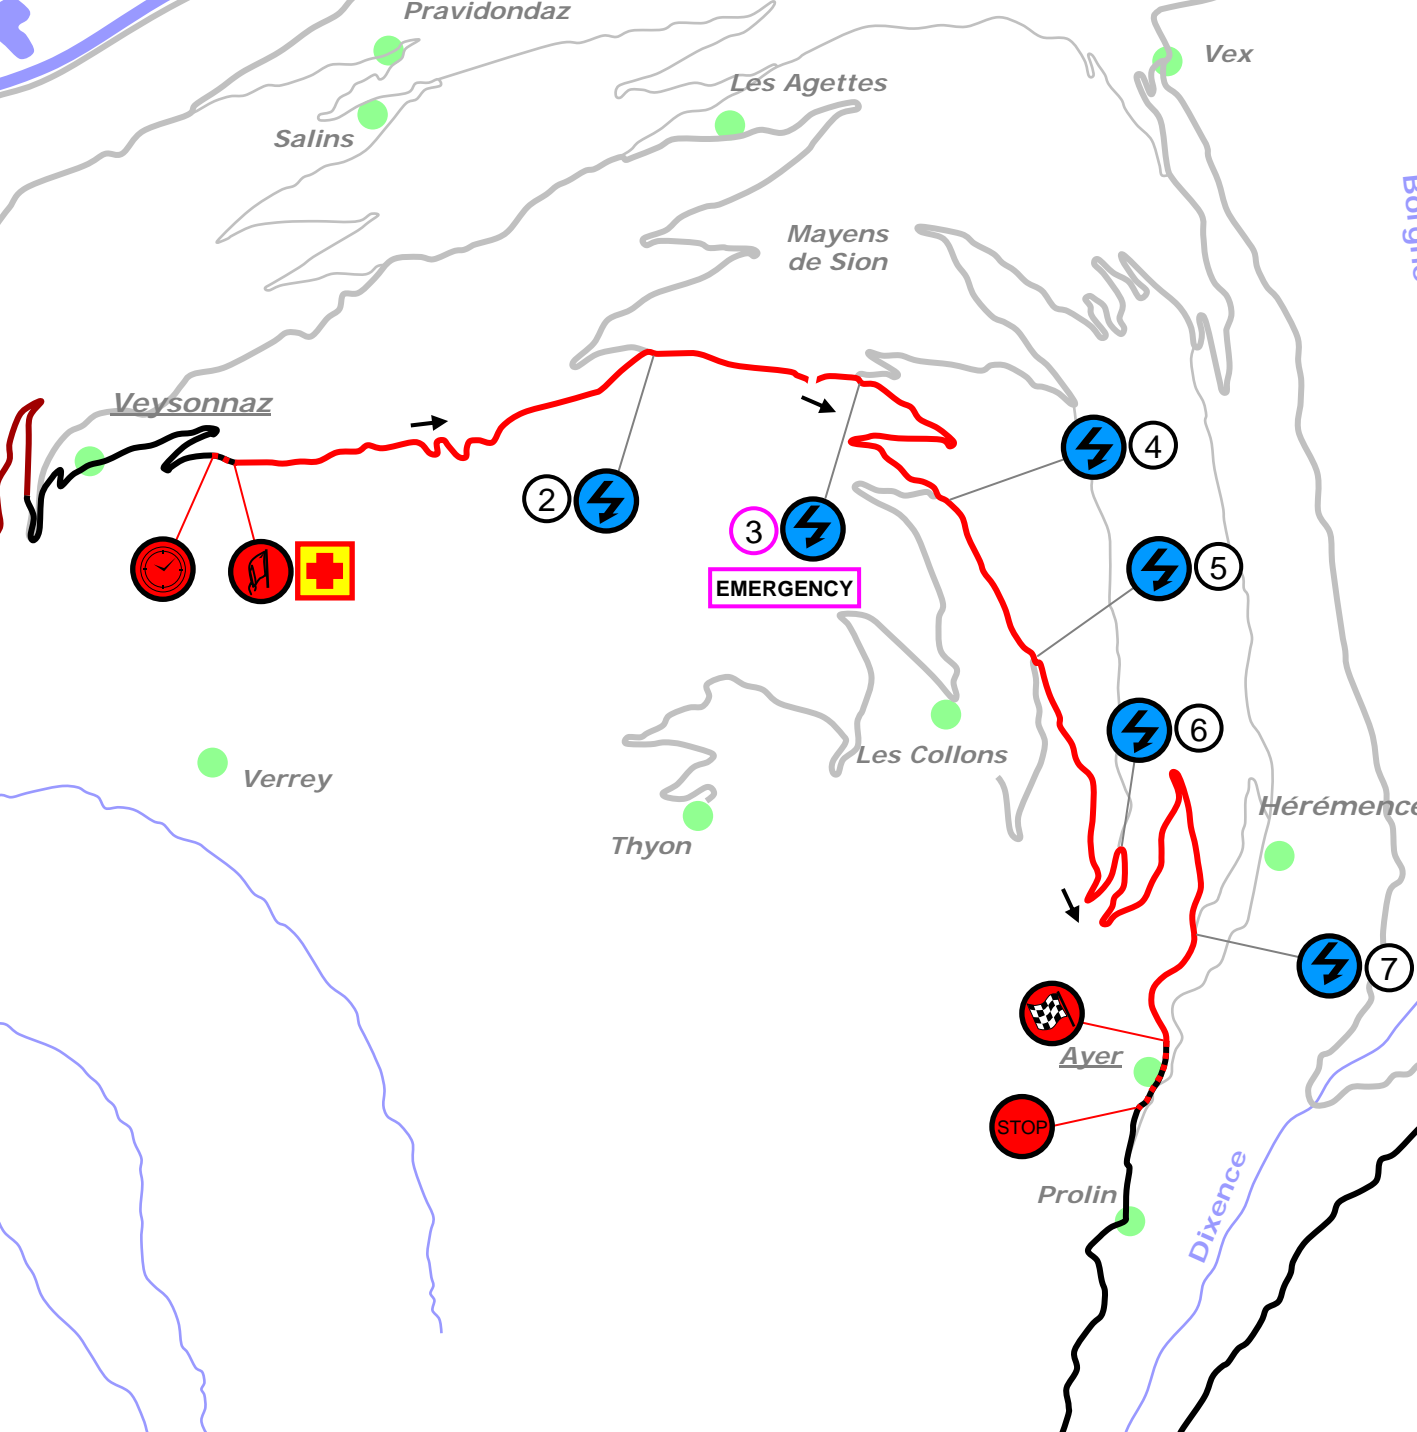 Pravidondaz
Vex
Les Agettes
Salins
Borgne
Mayens
de Sion
Veysonnaz
4
2
3
5
EMERGENCY
6
Les Collons
Verrey
Hérémence
Thyon
7
Ayer
STOP
Prolin
Dixence